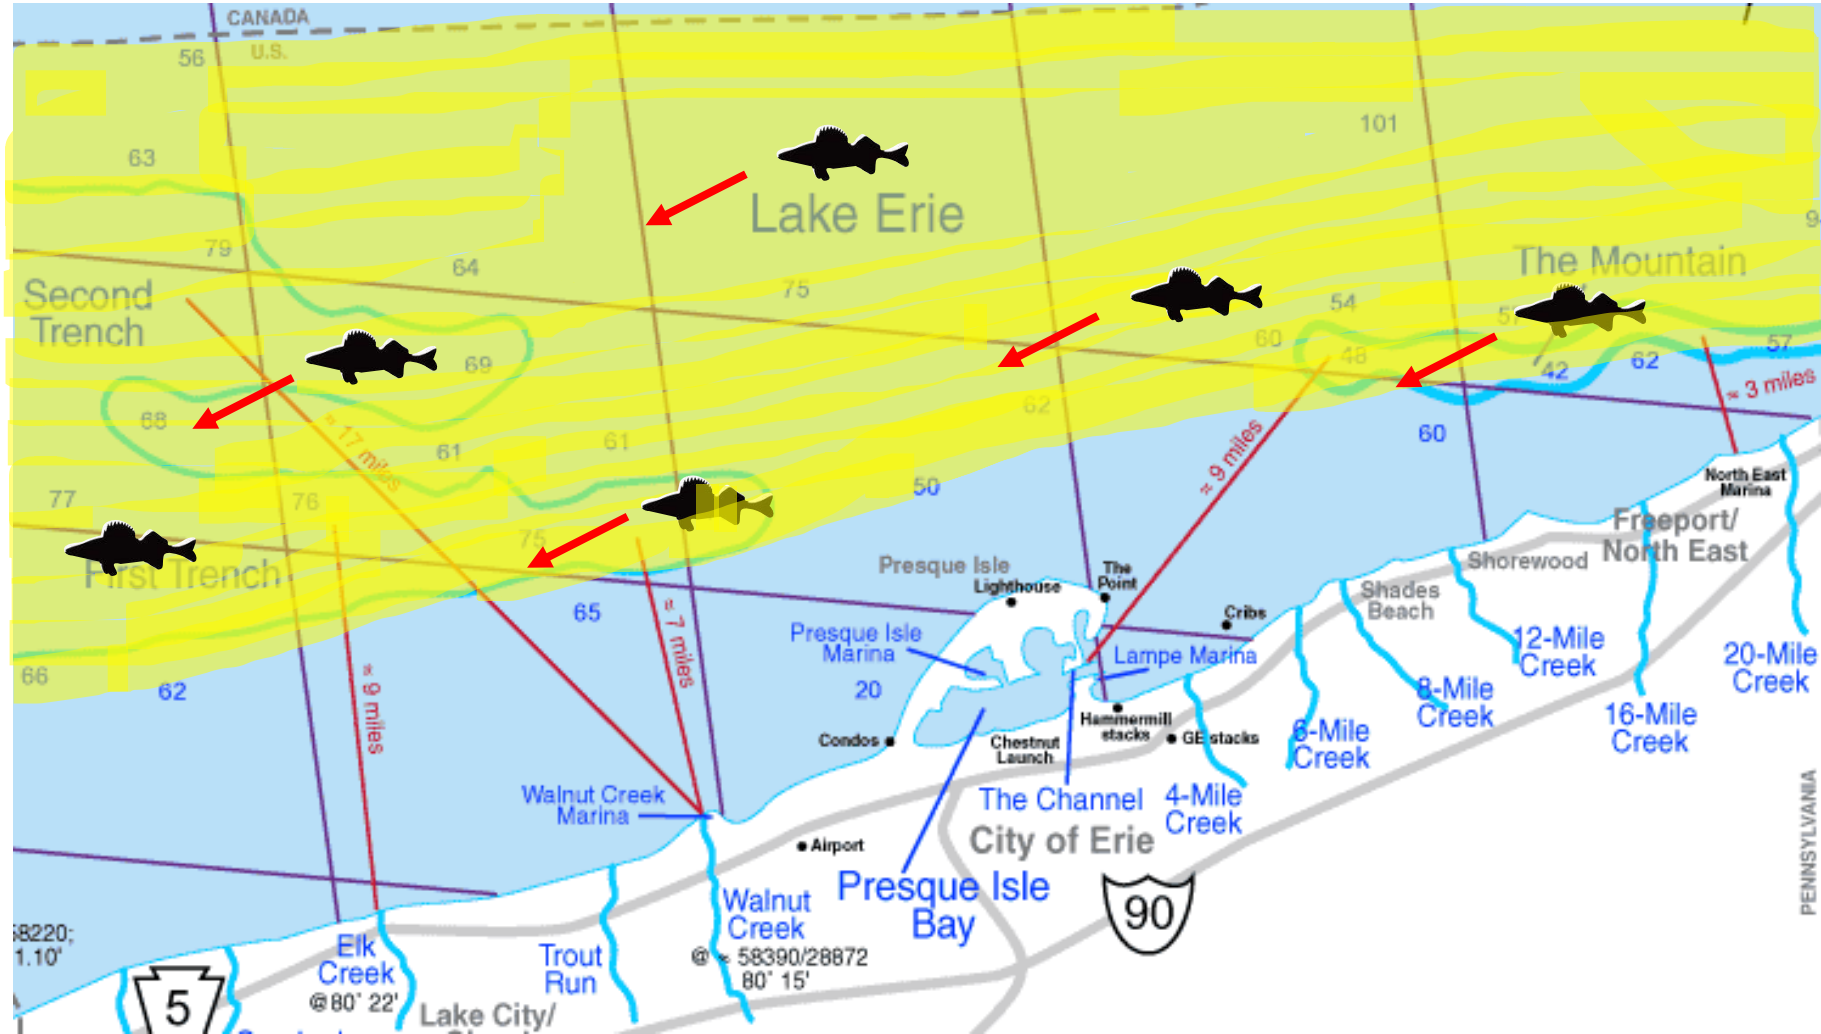 CANADA
U.S.
56
63
101
Lake Erie
79
64
75
The Mountain
Second
Trench
54
60
48
57
42
62
69
68
≈ 17 miles
61
61
62
60
≈ 9 miles
≈ 3 miles
77
76
75
50
First Trench
65
66
62
≈ 9 miles
≈ 7 miles
North East
Marina
Freeport/
North East
Shorewood
Shades
Beach
Presque Isle
Lighthouse
The
Point
Cribs
Presque Isle
Marina
Lampe Marina
20
Condos
Hammermill
stacks
GE stacks
Chestnut
Launch
The Channel
4-Mile
Creek
6-Mile
Creek
8-Mile
Creek
12-Mile
Creek
16-Mile
Creek
20-Mile
Creek
Walnut Creek
Marina
Airport
City of Erie
Presque Isle
Bay
90
PENNSYLVANIA
Walnut
Creek
@ ≈ 58390/28872
80° 15'
Trout
Run
Elk
Creek
@80° 22'
58220;
1.10'
5
Lake City/